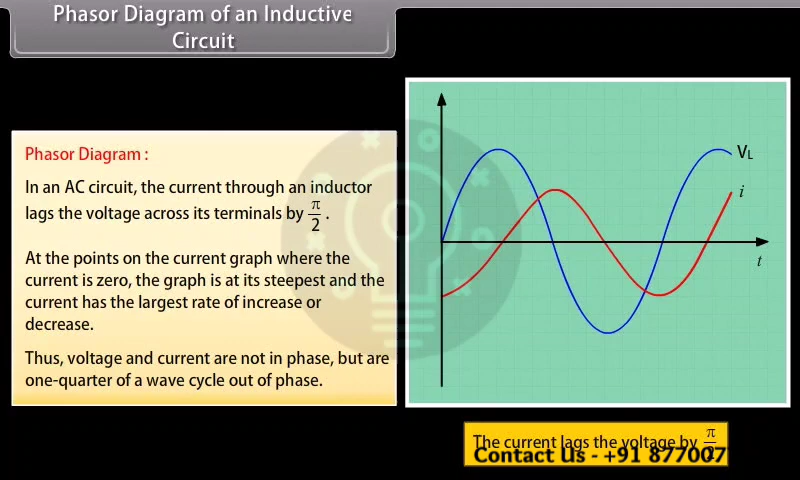 Phasor Diagram of an Inductive
Circuit
Phasor Diagram :
In an AC circuit, the current through an inductor
lags the voltage across its terminals by π/2 .
At the points on the current graph where the
current is zero, the graph is at its steepest and the
current has the largest rate of increase or
decrease.
Thus, voltage and current are not in phase, but are
one-quarter of a wave cycle out of phase.
VL
i
t
The current lags the voltage by π/2
Contact Us - +91 877007